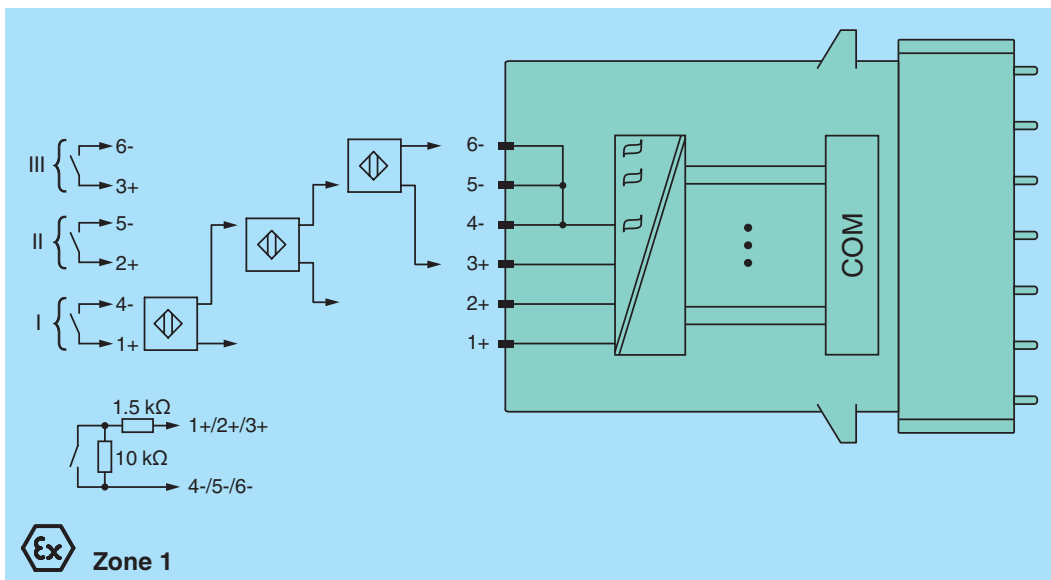 III
6-
3+
II
5-
2+
I
4-
1+
6-
5-
4-
3+
2+
1+
COM
1.5 kΩ
1+/2+/3+
10 kΩ
4-/5-/6-
εx
Zone 1